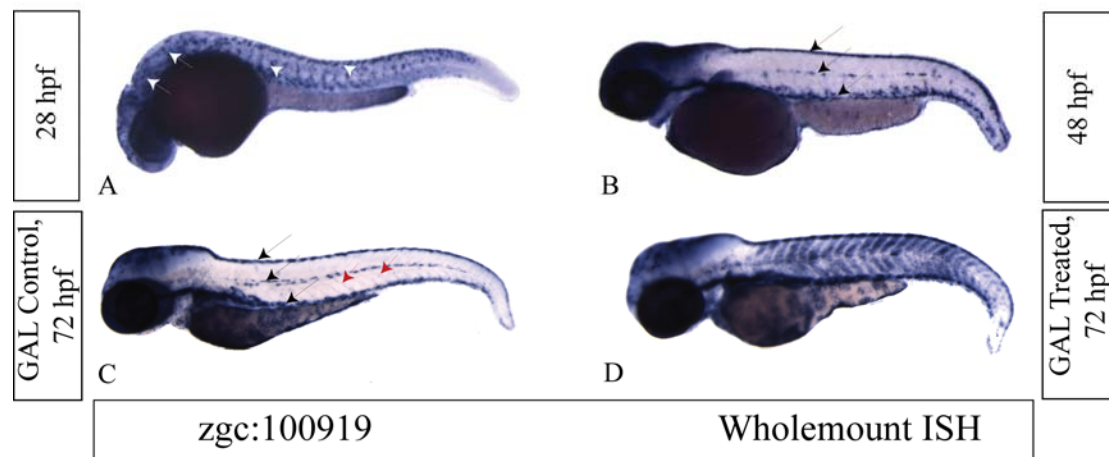 28 hpf
A
B
48 hpf
GAL Control,
72 hpf
C
D
GAL Treated,
72 hpf
zgc:100919
Wholemount ISH